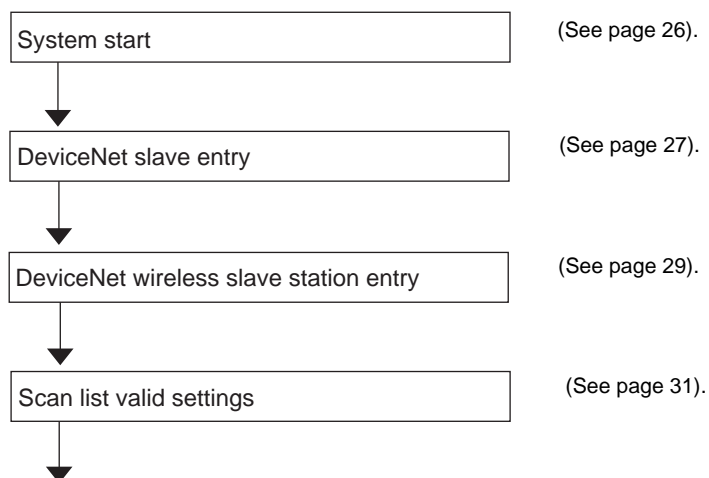 System start (See page 26).
DeviceNet slave entry (See page 27).
DeviceNet wireless slave station entry (See page 29).
Scan list valid settings (See page 31).